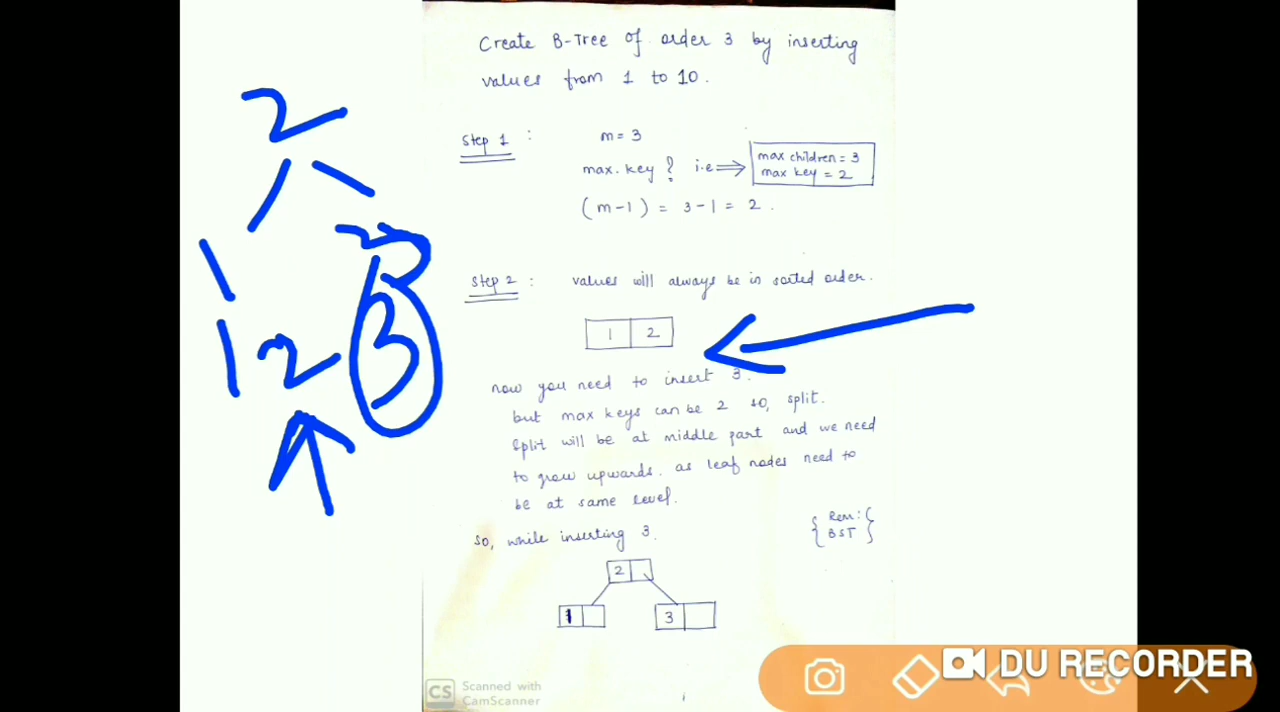 Create B-Tree of order 3 by inserting
values from 1 to 10.
Step 1 :
m = 3
max. key ? i.e ⇒
max children = 3
max key = 2
(m-1) = 3-1 = 2.
Step 2 : values will always be in sorted order.
1 2
now you need to insert 3.
but max keys can be 2 so, split.
split will be at middle part and we need
to grow upwards. as leaf nodes need to
be at same level.
so, while inserting 3.
{ Rem: }
{ BST }
2
1 3
2
1
1 2 3
CS Scanned with
CamScanner
DU RECORDER